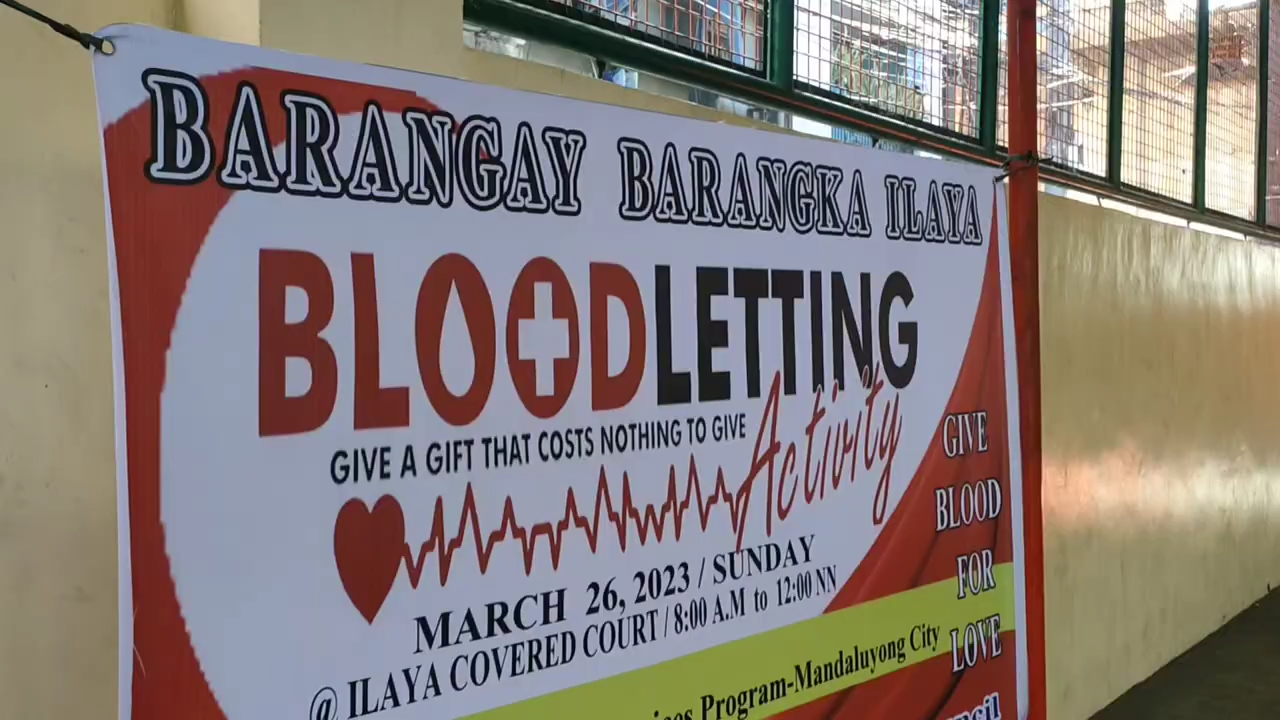 BARANGAY BARANGKA ILAYA
BLOODLETTING
Activity
GIVE A GIFT THAT COSTS NOTHING TO GIVE
MARCH 26, 2023 / SUNDAY
@ ILAYA COVERED COURT / 8:00 A.M to 12:00 NN
Program-Mandaluyong City
GIVE
BLOOD
FOR
LOVE